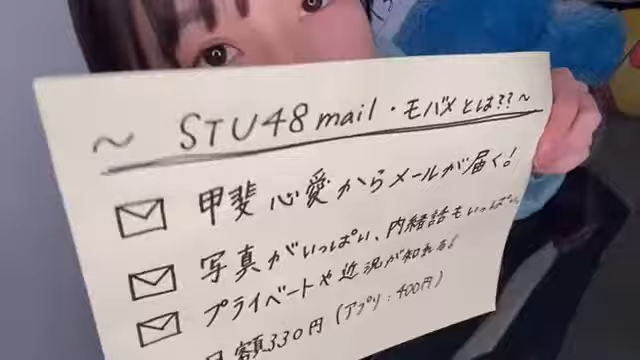 ～ STU48 mail・モバメとは??～
甲斐心愛からメールが届く!
写真がいっぱい、内緒話もいっぱい
プライベートや近況が知れる!
月額330円(アプリ:400円)